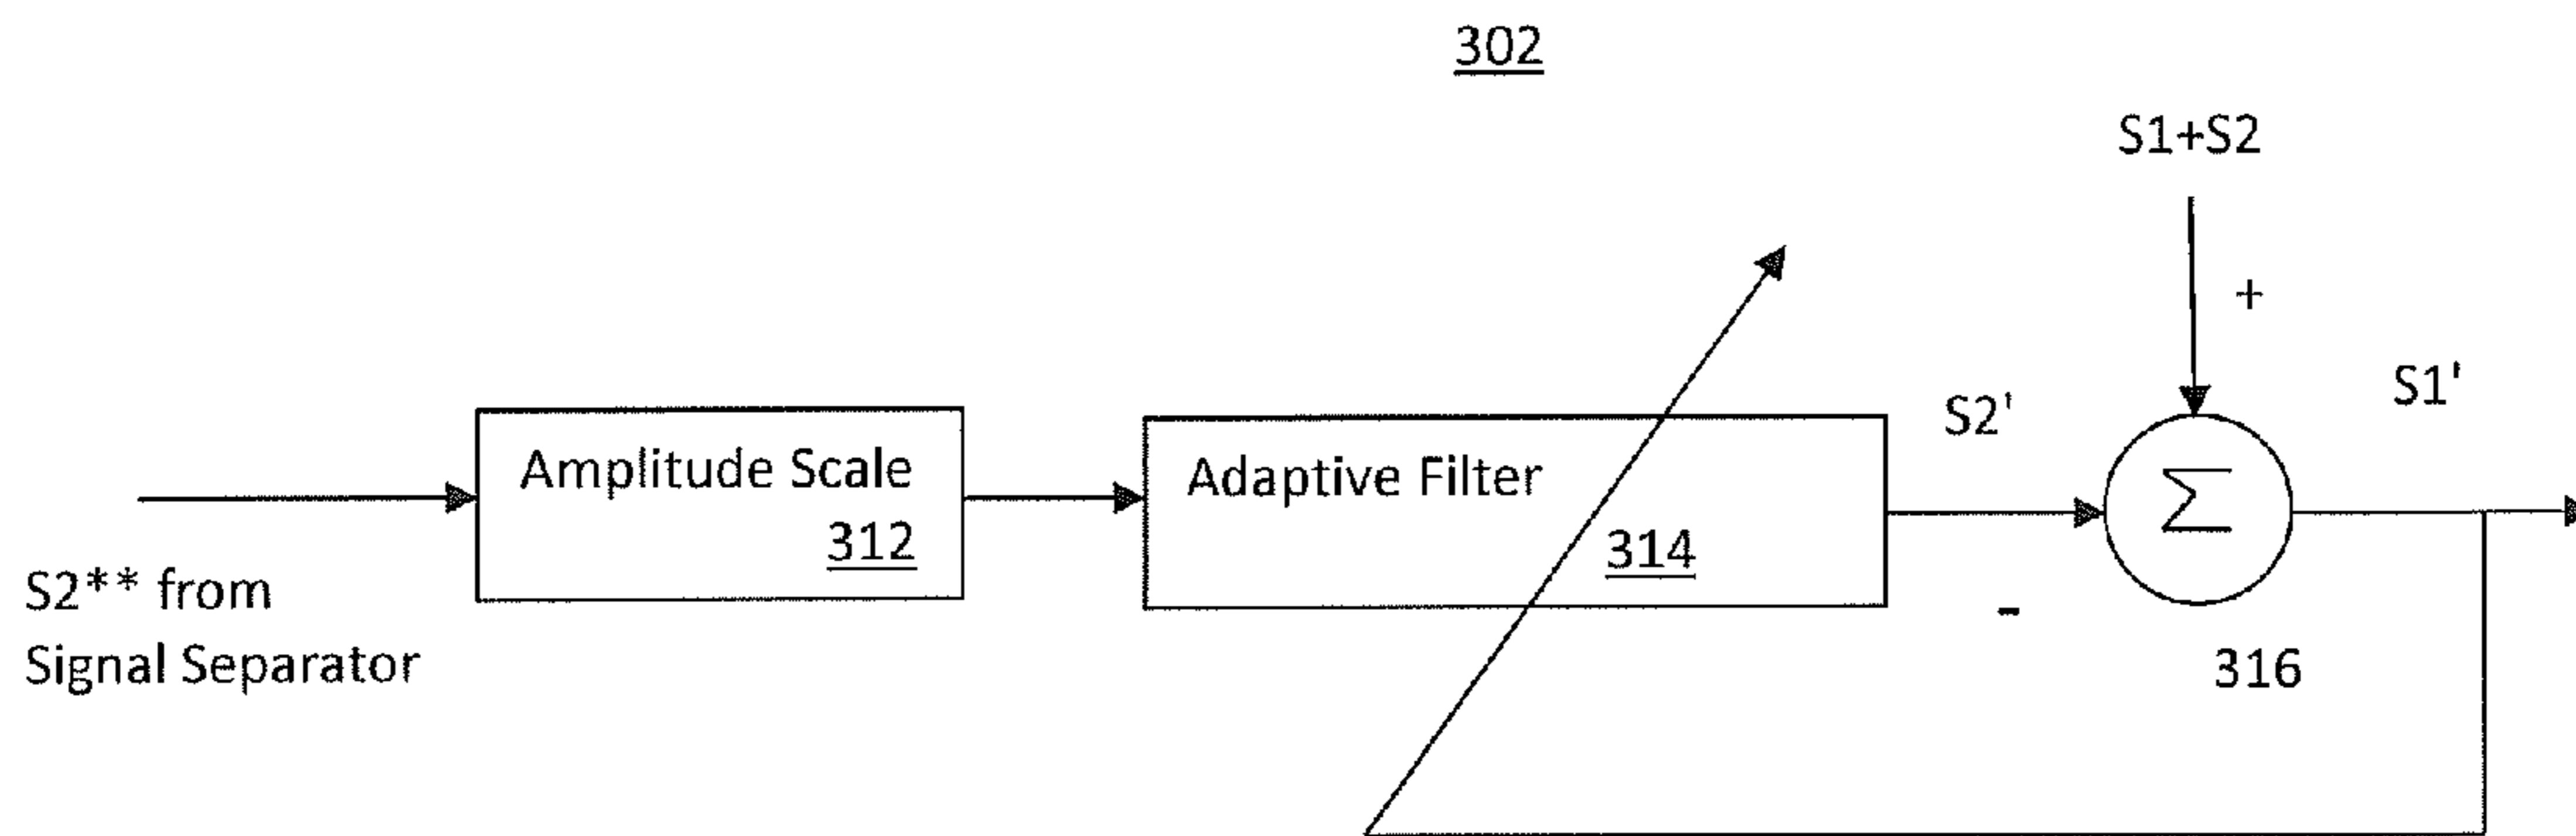 302
S1+S2
+
S1'
S2'
Amplitude Scale
312
Adaptive Filter
314
Σ
-
S2** from
Signal Separator
316